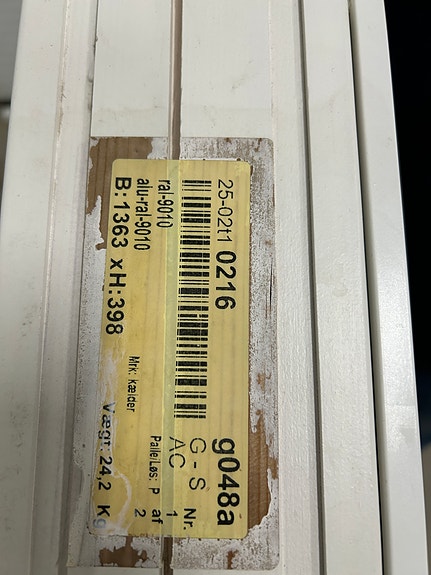 25-02t1 0216 g048a
G - S Nr. 1
AC
ral-9010
alu-ral-9010
Palle/Løs: P af 2
B:1363 xH:398
Mrk: Kælder
Vægt: 24,2 Kg